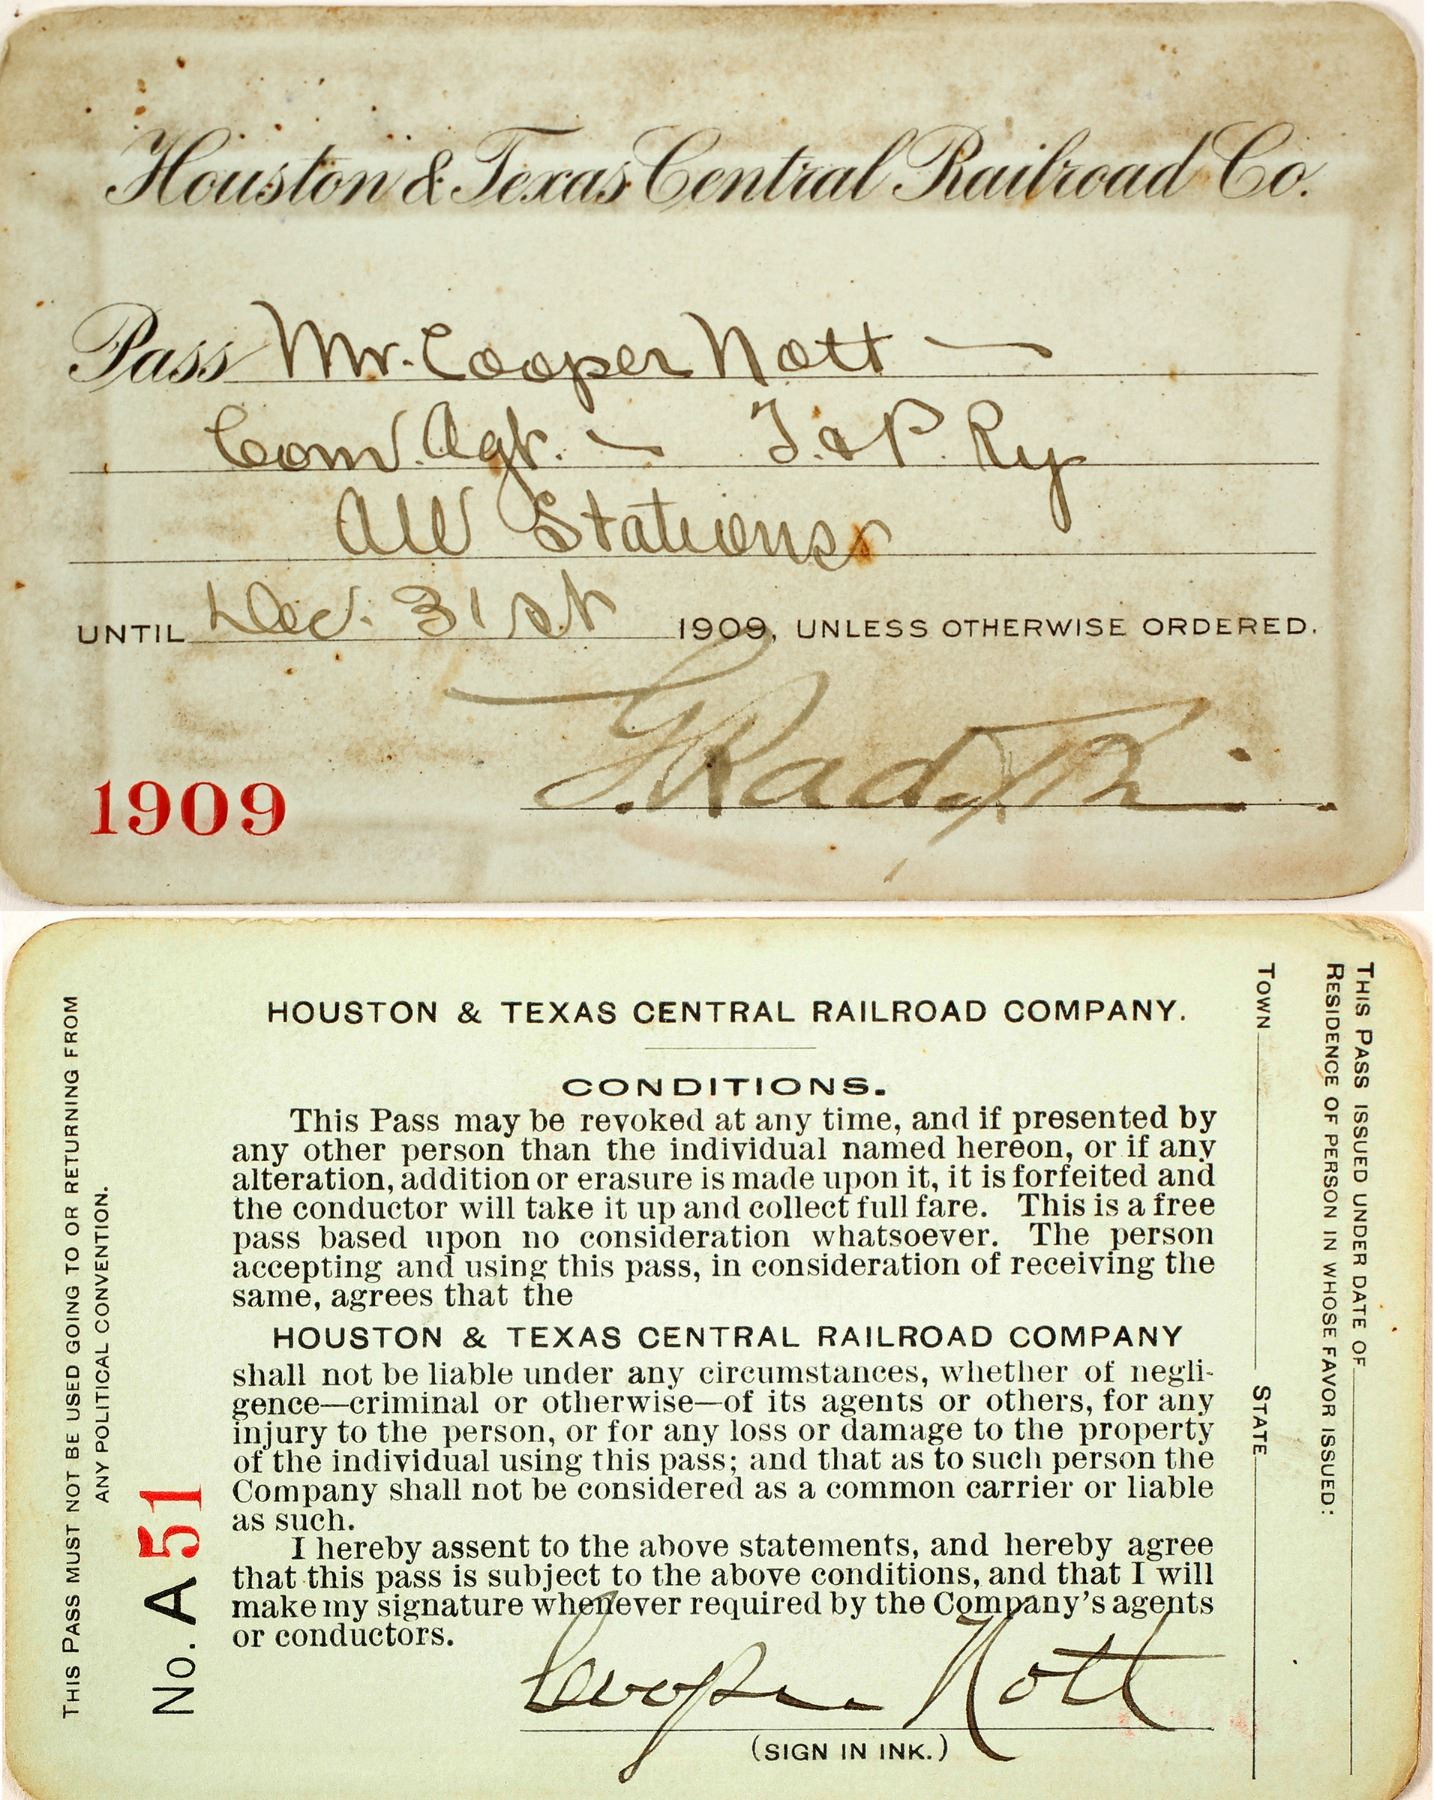 Houston & Texas Central Railroad Co.
Pass Mr. Cooper Nott —
Com'l. Agt. — T. & P. Ry
All Stations
UNTIL Dec. 31st 1909, UNLESS OTHERWISE ORDERED.
1909
HOUSTON & TEXAS CENTRAL RAILROAD COMPANY.
CONDITIONS.
This Pass may be revoked at any time, and if presented by
any other person than the individual named hereon, or if any
alteration, addition or erasure is made upon it, it is forfeited and
the conductor will take it up and collect full fare. This is a free
pass based upon no consideration whatsoever. The person
accepting and using this pass, in consideration of receiving the
same, agrees that the
HOUSTON & TEXAS CENTRAL RAILROAD COMPANY
shall not be liable under any circumstances, whether of negli-
gence—criminal or otherwise—of its agents or others, for any
injury to the person, or for any loss or damage to the property
of the individual using this pass; and that as to such person the
Company shall not be considered as a common carrier or liable
as such.
I hereby assent to the above statements, and hereby agree
that this pass is subject to the above conditions, and that I will
make my signature whenever required by the Company's agents
or conductors.
Cooper Nott
(SIGN IN INK.)
THIS PASS MUST NOT BE USED GOING TO OR RETURNING FROM
ANY POLITICAL CONVENTION.
No. A 51
THIS PASS ISSUED UNDER DATE OF
RESIDENCE OF PERSON IN WHOSE FAVOR ISSUED:
TOWN STATE